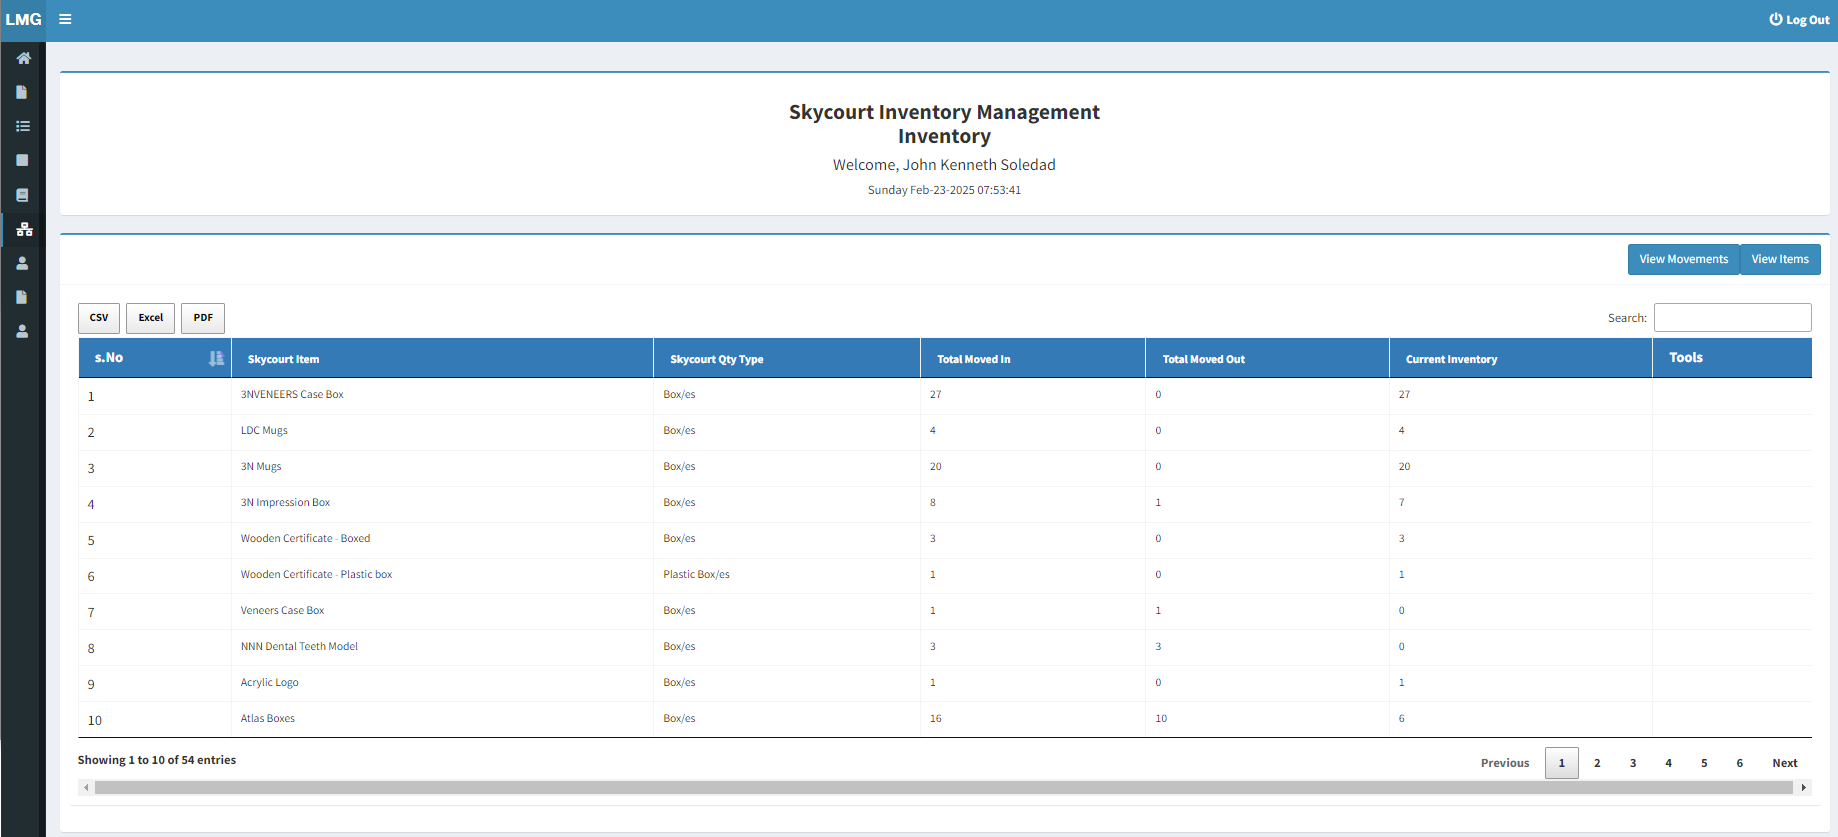 LMG
Log Out
Skycourt Inventory Management
Inventory
Welcome, John Kenneth Soledad
Sunday Feb-23-2025 07:53:41
View Movements View Items
CSV Excel PDF Search:
s.No Skycourt Item Skycourt Qty Type Total Moved In Total Moved Out Current Inventory Tools
1 3NVENEERS Case Box Box/es 27 0 27
2 LDC Mugs Box/es 4 0 4
3 3N Mugs Box/es 20 0 20
4 3N Impression Box Box/es 8 1 7
5 Wooden Certificate - Boxed Box/es 3 0 3
6 Wooden Certificate - Plastic box Plastic Box/es 1 0 1
7 Veneers Case Box Box/es 1 1 0
8 NNN Dental Teeth Model Box/es 3 3 0
9 Acrylic Logo Box/es 1 0 1
10 Atlas Boxes Box/es 16 10 6
Showing 1 to 10 of 54 entries Previous 1 2 3 4 5 6 Next